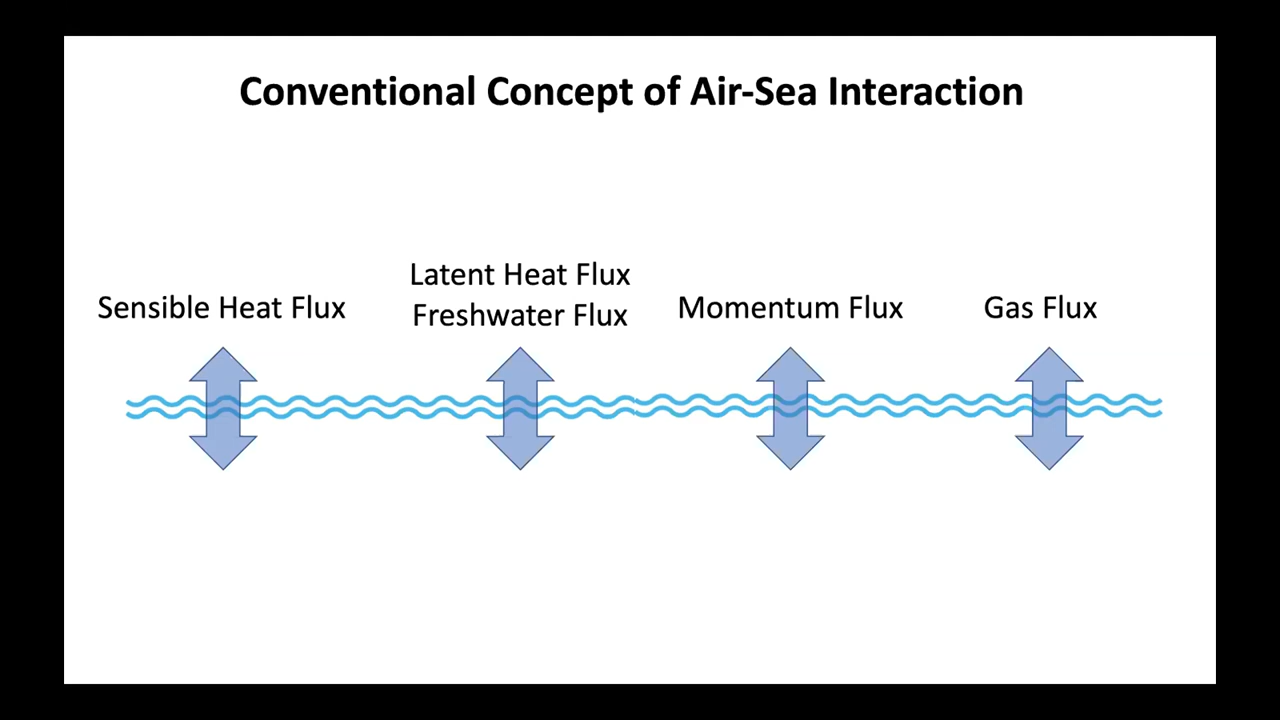 Conventional Concept of Air-Sea Interaction
Sensible Heat Flux
Latent Heat Flux
Freshwater Flux
Momentum Flux
Gas Flux